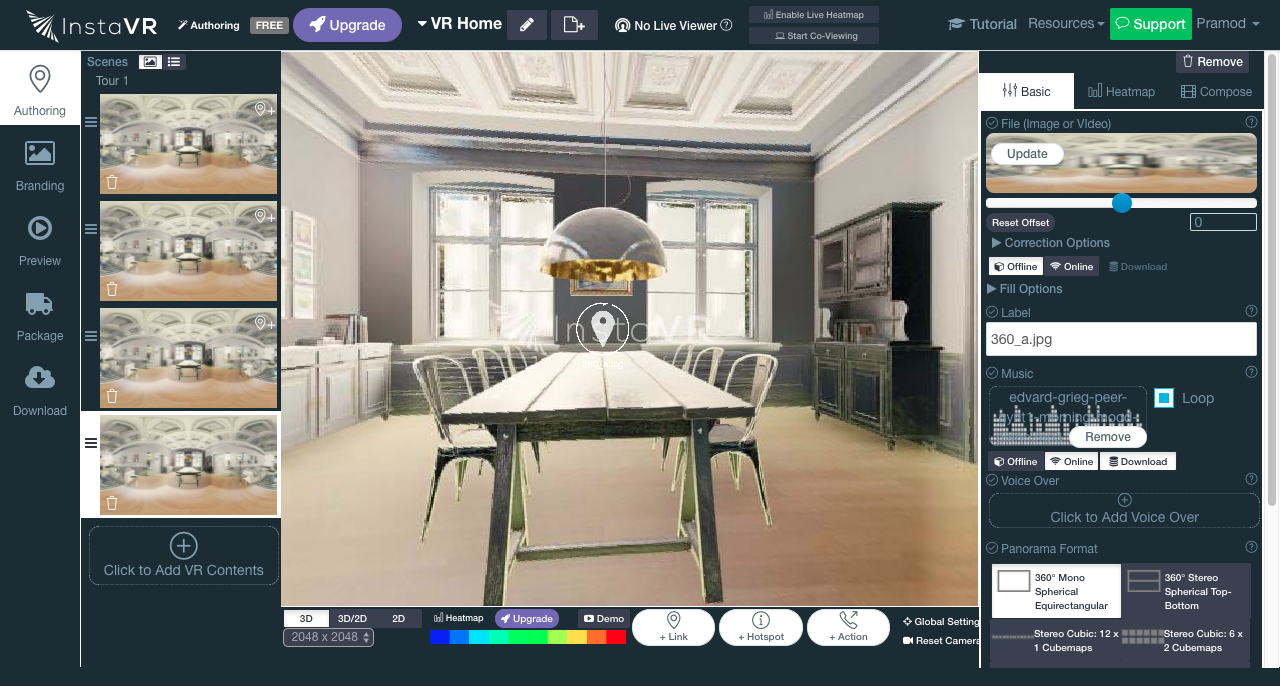 InstaVR
Authoring
FREE
Upgrade
VR Home
No Live Viewer
Enable Live Heatmap
Start Co-Viewing
Tutorial
Resources
Support
Pramod
Authoring
Branding
Preview
Package
Download
Scenes
Tour 1
Click to Add VR Contents
InstaVR
3D
3D/2D
2D
2048 x 2048
Heatmap
Upgrade
Demo
+ Link
+ Hotspot
+ Action
Global Setting
Reset Camera
Remove
Basic
Heatmap
Compose
File (Image or VIdeo)
Update
Reset Offset
0
Correction Options
Offline
Online
Download
Fill Options
Label
360_a.jpg
Music
edvard-grieg-peer-
Loop
Remove
Offline
Online
Download
Voice Over
Click to Add Voice Over
Panorama Format
360° Mono
Spherical
Equirectangular
360° Stereo
Spherical Top-
Bottom
Stereo Cubic: 12 x
1 Cubemaps
Stereo Cubic: 6 x
2 Cubemaps